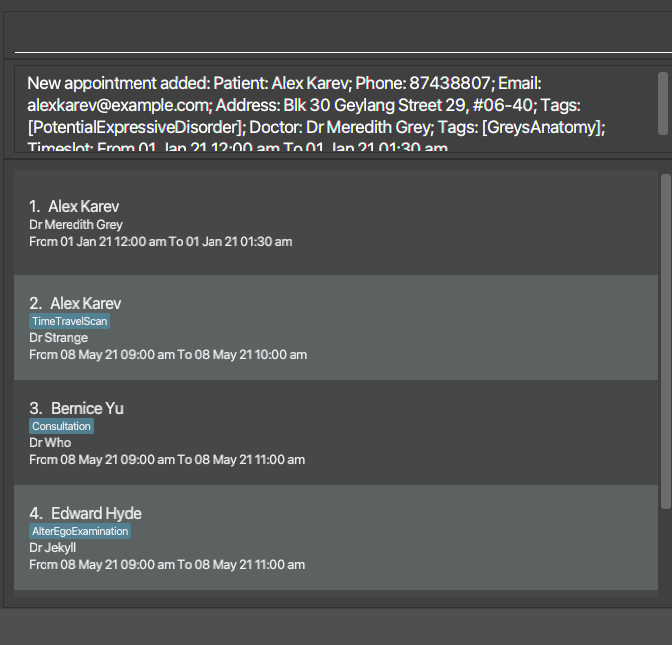 New appointment added: Patient: Alex Karev; Phone: 87438807; Email:
alexkarev@example.com; Address: Blk 30 Geylang Street 29, #06-40; Tags:
[PotentialExpressiveDisorder]; Doctor: Dr Meredith Grey; Tags: [GreysAnatomy];
Timeslot: From 01 Jan 21 12:00 am To 01 Jan 21 01:30 am
1. Alex Karev
Dr Meredith Grey
From 01 Jan 21 12:00 am To 01 Jan 21 01:30 am
2. Alex Karev
TimeTravelScan
Dr Strange
From 08 May 21 09:00 am To 08 May 21 10:00 am
3. Bernice Yu
Consultation
Dr Who
From 08 May 21 09:00 am To 08 May 21 11:00 am
4. Edward Hyde
AlterEgoExamination
Dr Jekyll
From 08 May 21 09:00 am To 08 May 21 11:00 am